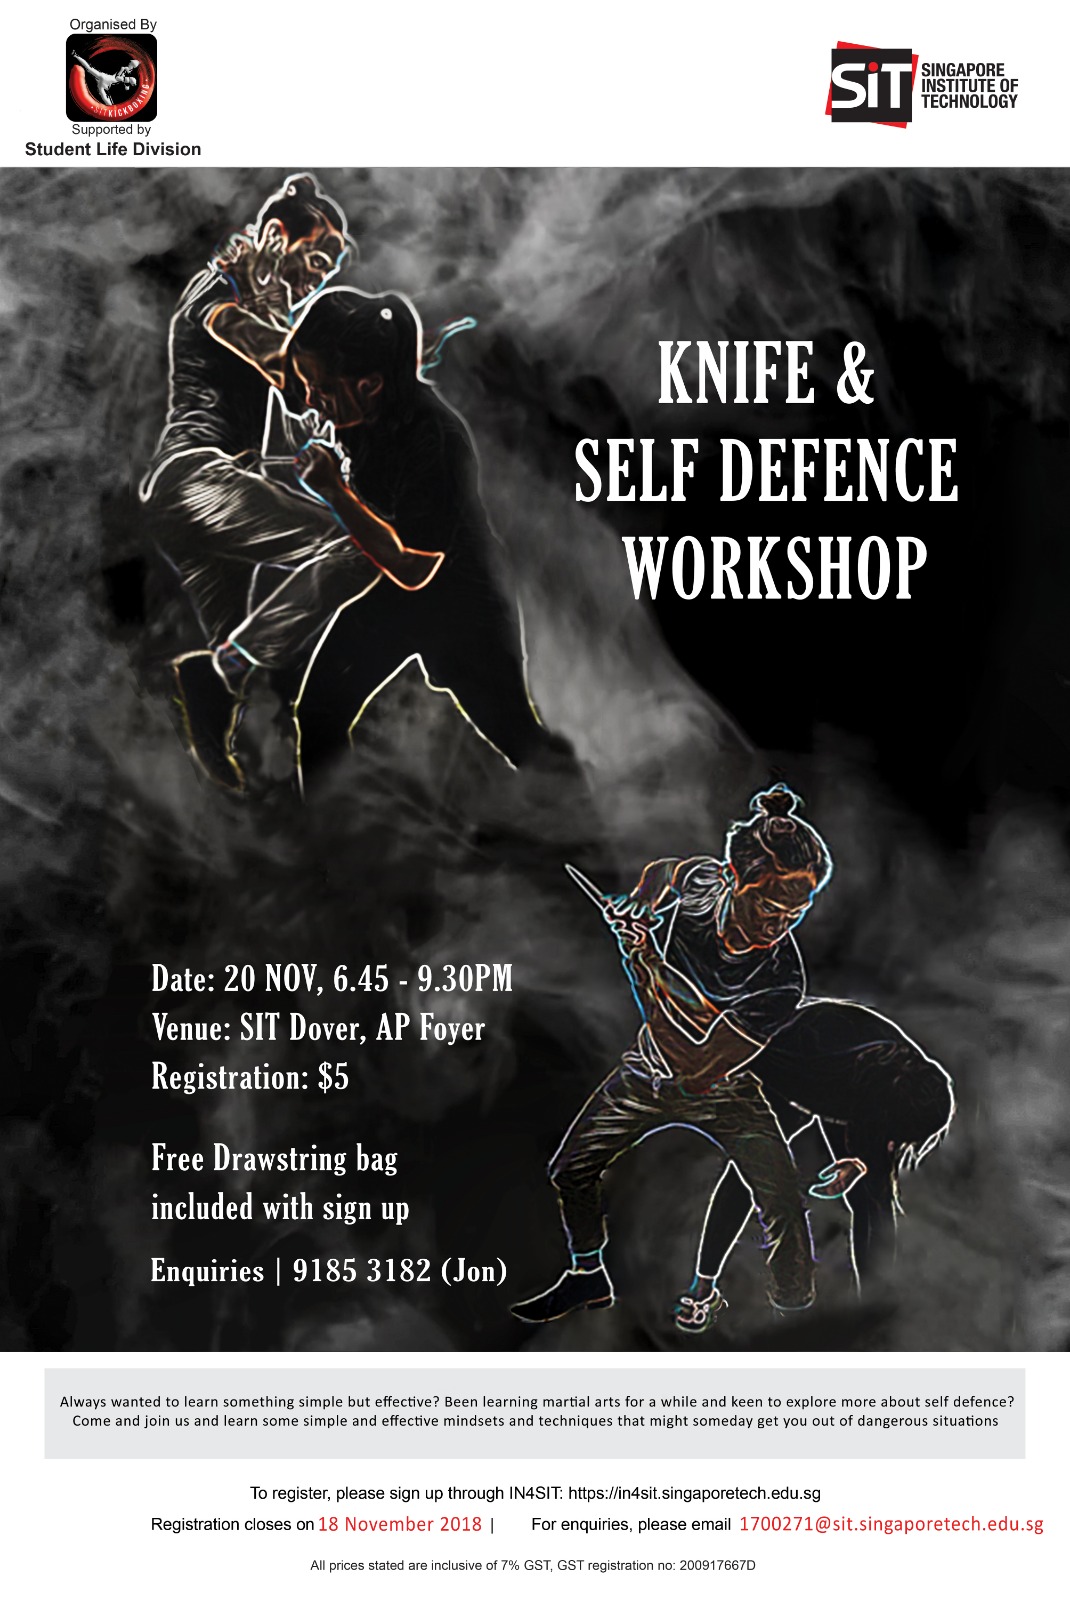 Organised By
SIT KICKBOXING
Supported by
Student Life Division
SiT
SINGAPORE
INSTITUTE OF
TECHNOLOGY
KNIFE &
SELF DEFENCE
WORKSHOP
Date: 20 NOV, 6.45 - 9.30PM
Venue: SIT Dover, AP Foyer
Registration: $5
Free Drawstring bag
included with sign up
Enquiries | 9185 3182 (Jon)
Always wanted to learn something simple but effective? Been learning martial arts for a while and keen to explore more about self defence?
Come and join us and learn some simple and effective mindsets and techniques that might someday get you out of dangerous situations
To register, please sign up through IN4SIT: https://in4sit.singaporetech.edu.sg
Registration closes on 18 November 2018 | For enquiries, please email 1700271@sit.singaporetech.edu.sg
All prices stated are inclusive of 7% GST, GST registration no: 200917667D